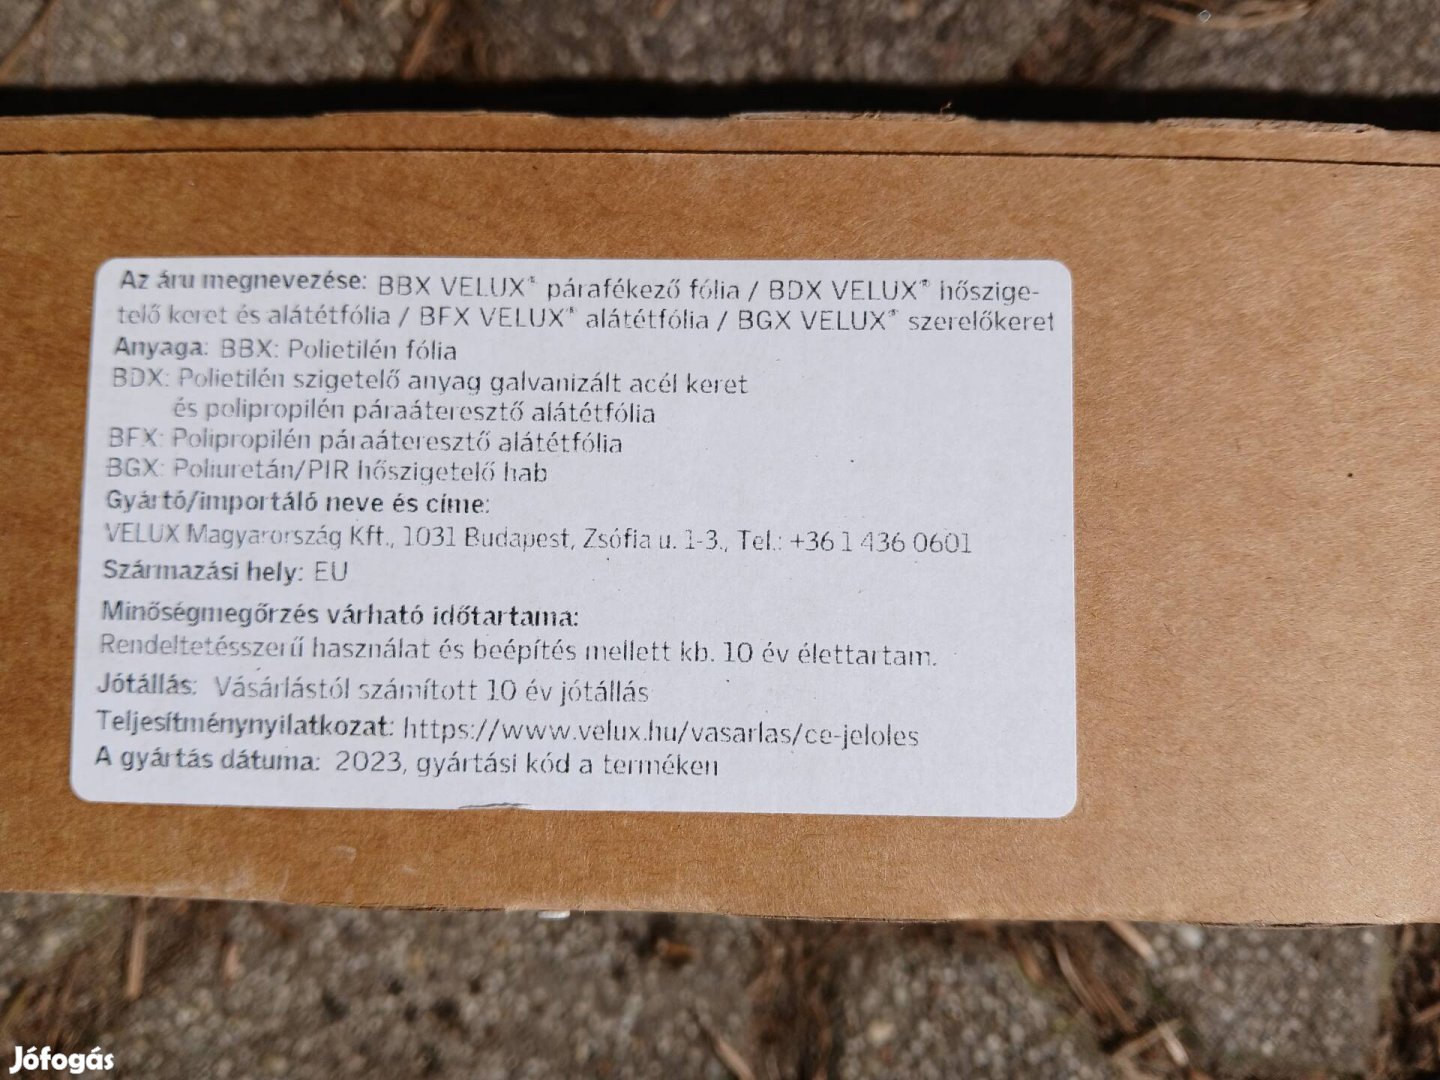 Az áru megnevezése: BBX VELUX® párafékező fólia / BDX VELUX® hőszige-
telő keret és alátétfólia / BFX VELUX® alátétfólia / BGX VELUX® szerelőkeret
Anyaga: BBX: Polietilén fólia
BDX: Polietilén szigetelő anyag galvanizált acél keret
és polipropilén páraáteresztő alátétfólia
BFX: Polipropilén páraáteresztő alátétfólia
BGX: Poliuretán/PIR hőszigetelő hab
Gyártó/importáló neve és címe:
VELUX Magyarország Kft., 1031 Budapest, Zsófia u. 1-3., Tel.: +36 1 436 0601
Származási hely: EU
Minőségmegőrzés várható időtartama:
Rendeltetésszerű használat és beépítés mellett kb. 10 év élettartam.
Jótállás: Vásárlástól számított 10 év jótállás
Teljesítménynyilatkozat: https://www.velux.hu/vasarlas/ce-jeloles
A gyártás dátuma: 2023, gyártási kód a terméken
Jófogás